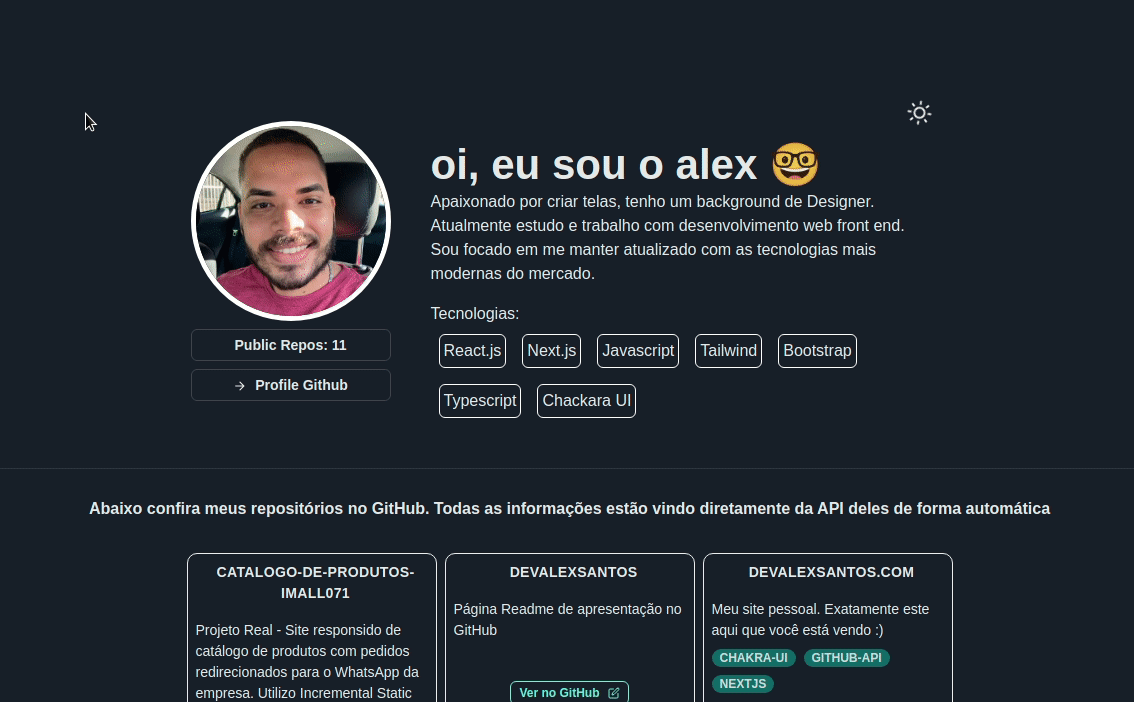 oi, eu sou o alex 🤓
Apaixonado por criar telas, tenho um background de Designer.
Atualmente estudo e trabalho com desenvolvimento web front end.
Sou focado em me manter atualizado com as tecnologias mais
modernas do mercado.
Public Repos: 11
Profile Github
Tecnologias:
React.js Next.js Javascript Tailwind Bootstrap
Typescript Chackara UI
Abaixo confira meus repositórios no GitHub. Todas as informações estão vindo diretamente da API deles de forma automática
CATALOGO-DE-PRODUTOS-
IMALL071
Projeto Real - Site responsido de
catálogo de produtos com pedidos
redirecionados para o WhatsApp da
empresa. Utilizo Incremental Static
DEVALEXSANTOS
Página Readme de apresentação no
GitHub
Ver no GitHub
DEVALEXSANTOS.COM
Meu site pessoal. Exatamente este
aqui que você está vendo :)
CHAKRA-UI GITHUB-API
NEXTJS